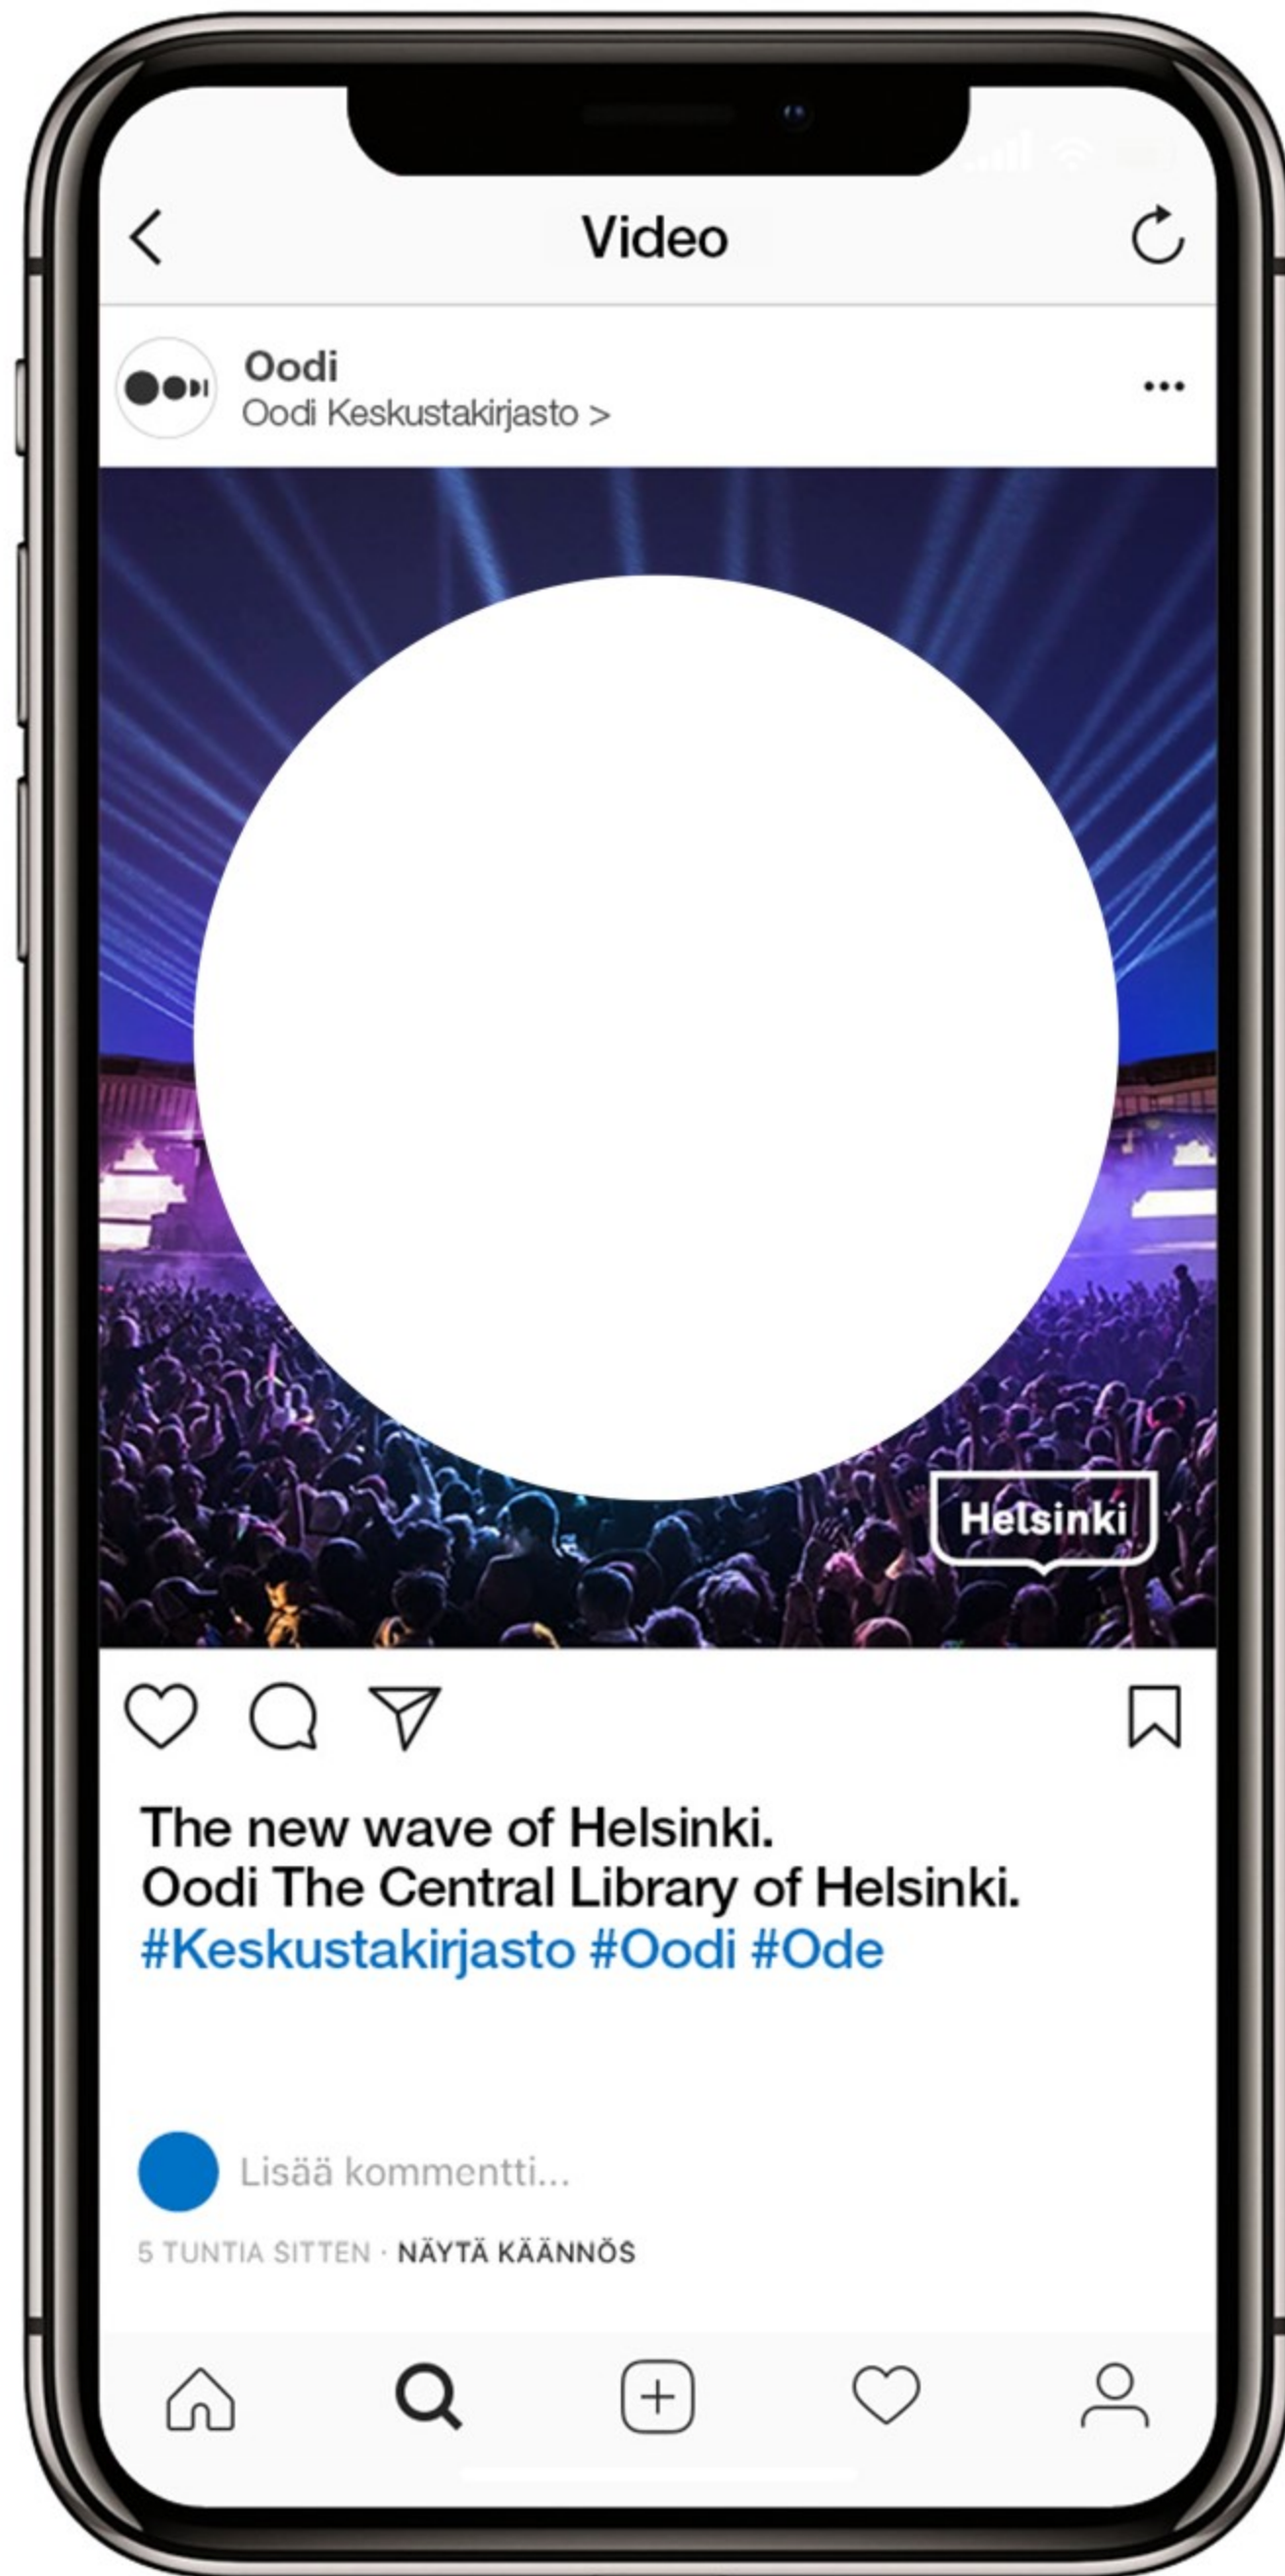 Video
Oodi
Oodi Keskustakirjasto >
Helsinki
The new wave of Helsinki.
Oodi The Central Library of Helsinki.
#Keskustakirjasto #Oodi #Ode
Lisää kommentti...
5 TUNTIA SITTEN · NÄYTÄ KÄÄNNÖS